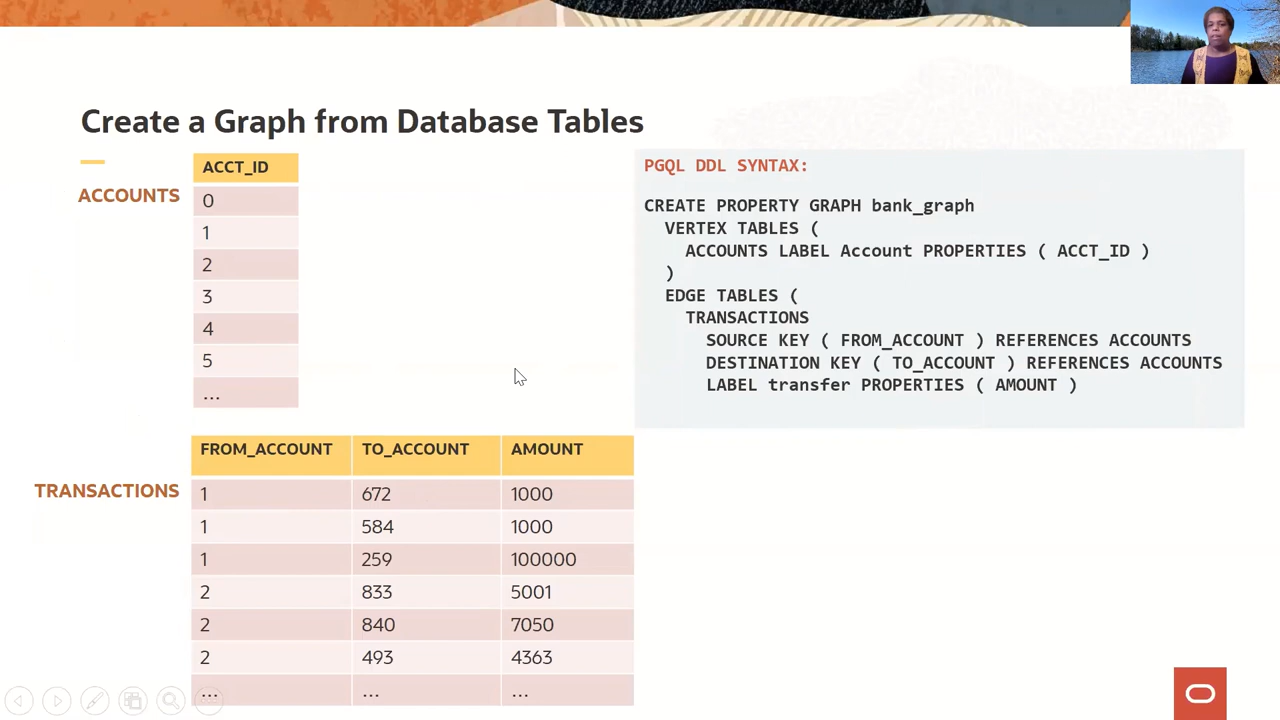 Create a Graph from Database Tables
ACCOUNTS
ACCT_ID
0
1
2
3
4
5
...
TRANSACTIONS
FROM_ACCOUNT TO_ACCOUNT AMOUNT
1 672 1000
1 584 1000
1 259 100000
2 833 5001
2 840 7050
2 493 4363
... ... ...
PGQL DDL SYNTAX:
CREATE PROPERTY GRAPH bank_graph
VERTEX TABLES (
ACCOUNTS LABEL Account PROPERTIES ( ACCT_ID )
)
EDGE TABLES (
TRANSACTIONS
SOURCE KEY ( FROM_ACCOUNT ) REFERENCES ACCOUNTS
DESTINATION KEY ( TO_ACCOUNT ) REFERENCES ACCOUNTS
LABEL transfer PROPERTIES ( AMOUNT )